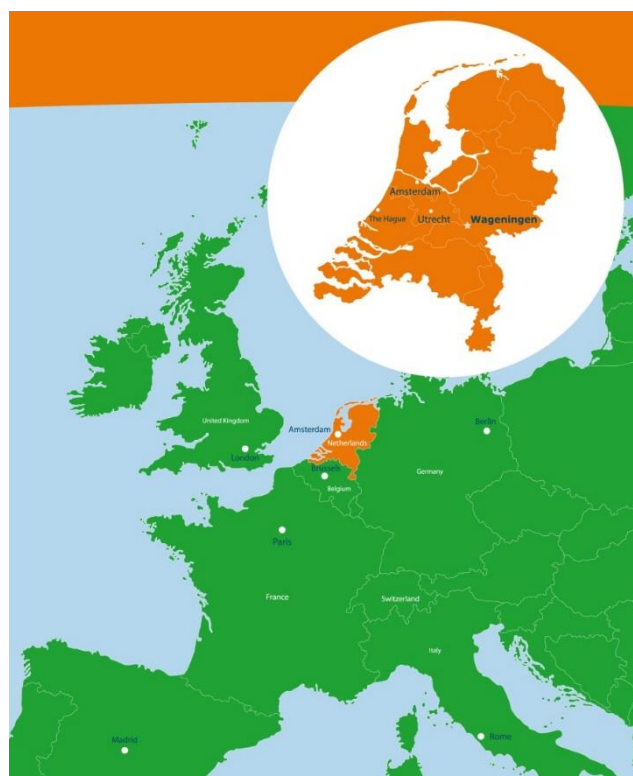 Amsterdam
The Hague
Utrecht
Wageningen
United Kingdom
London
Amsterdam
Netherlands
Berlin
Brussels
Belgium
Germany
Paris
France
Switzerland
Italy
Madrid
Rome